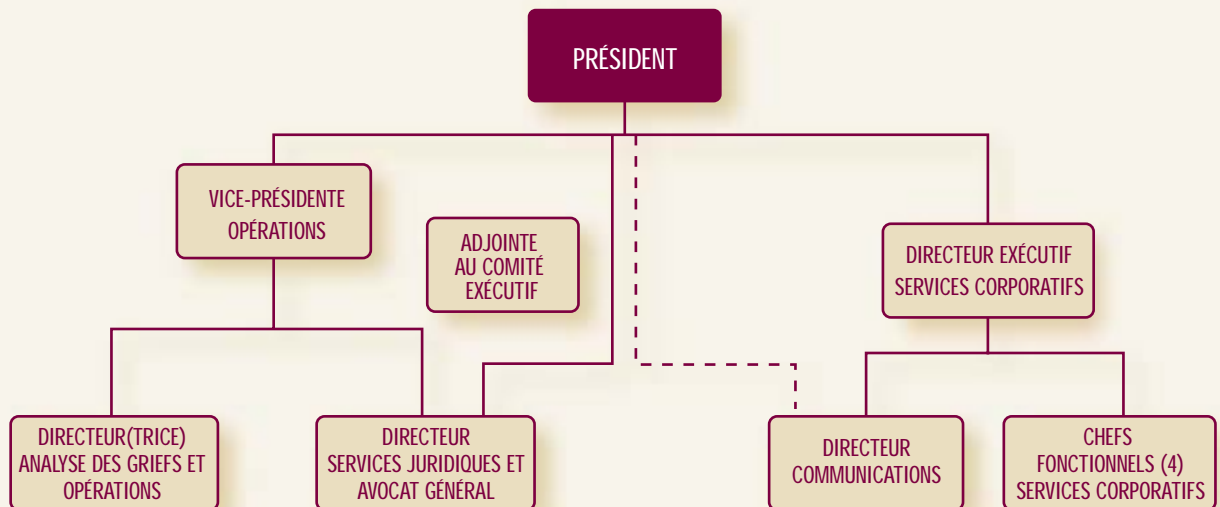 PRÉSIDENT
VICE-PRÉSIDENTE
OPÉRATIONS
ADJOINTE
AU COMITÉ
EXÉCUTIF
DIRECTEUR EXÉCUTIF
SERVICES CORPORATIFS
DIRECTEUR(TRICE)
ANALYSE DES GRIEFS ET
OPÉRATIONS
DIRECTEUR
SERVICES JURIDIQUES ET
AVOCAT GÉNÉRAL
DIRECTEUR
COMMUNICATIONS
CHEFS
FONCTIONNELS (4)
SERVICES CORPORATIFS